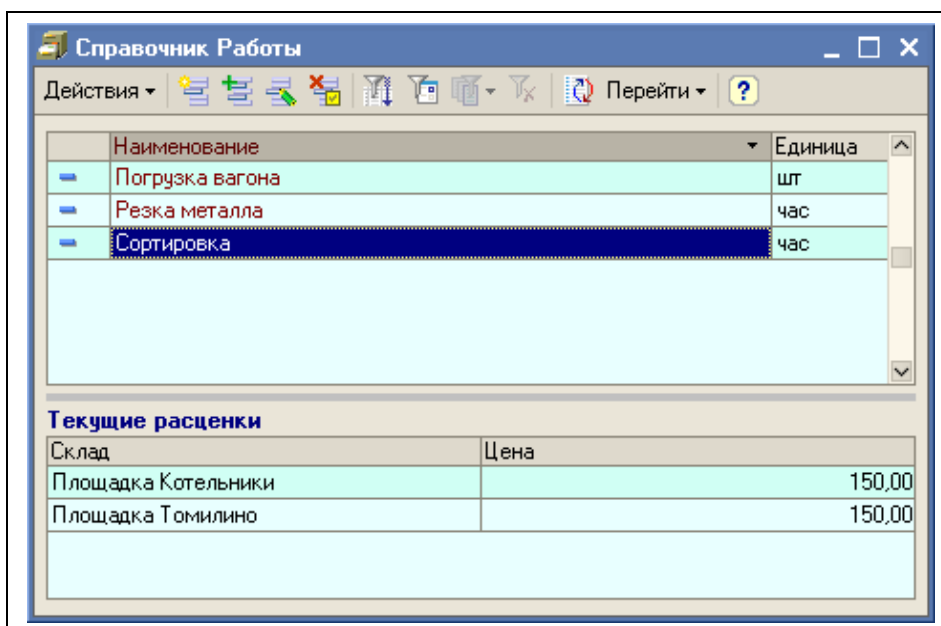 Справочник Работы
Действия Перейти ?
Наименование Единица
Погрузка вагона шт
Резка металла час
Сортировка час
Текущие расценки
Склад Цена
Площадка Котельники 150,00
Площадка Томилино 150,00